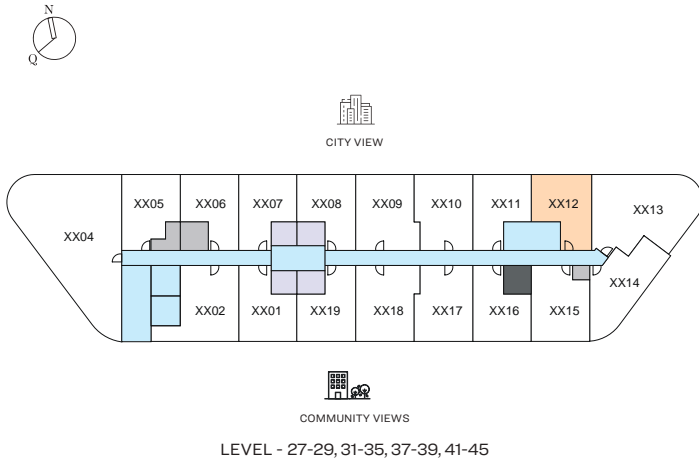 N
Q
CITY VIEW
XX05 XX06 XX07 XX08 XX09 XX10 XX11 XX12
XX04 XX13
XX14
XX02 XX01 XX19 XX18 XX17 XX16 XX15
COMMUNITY VIEWS
LEVEL - 27-29, 31-35, 37-39, 41-45